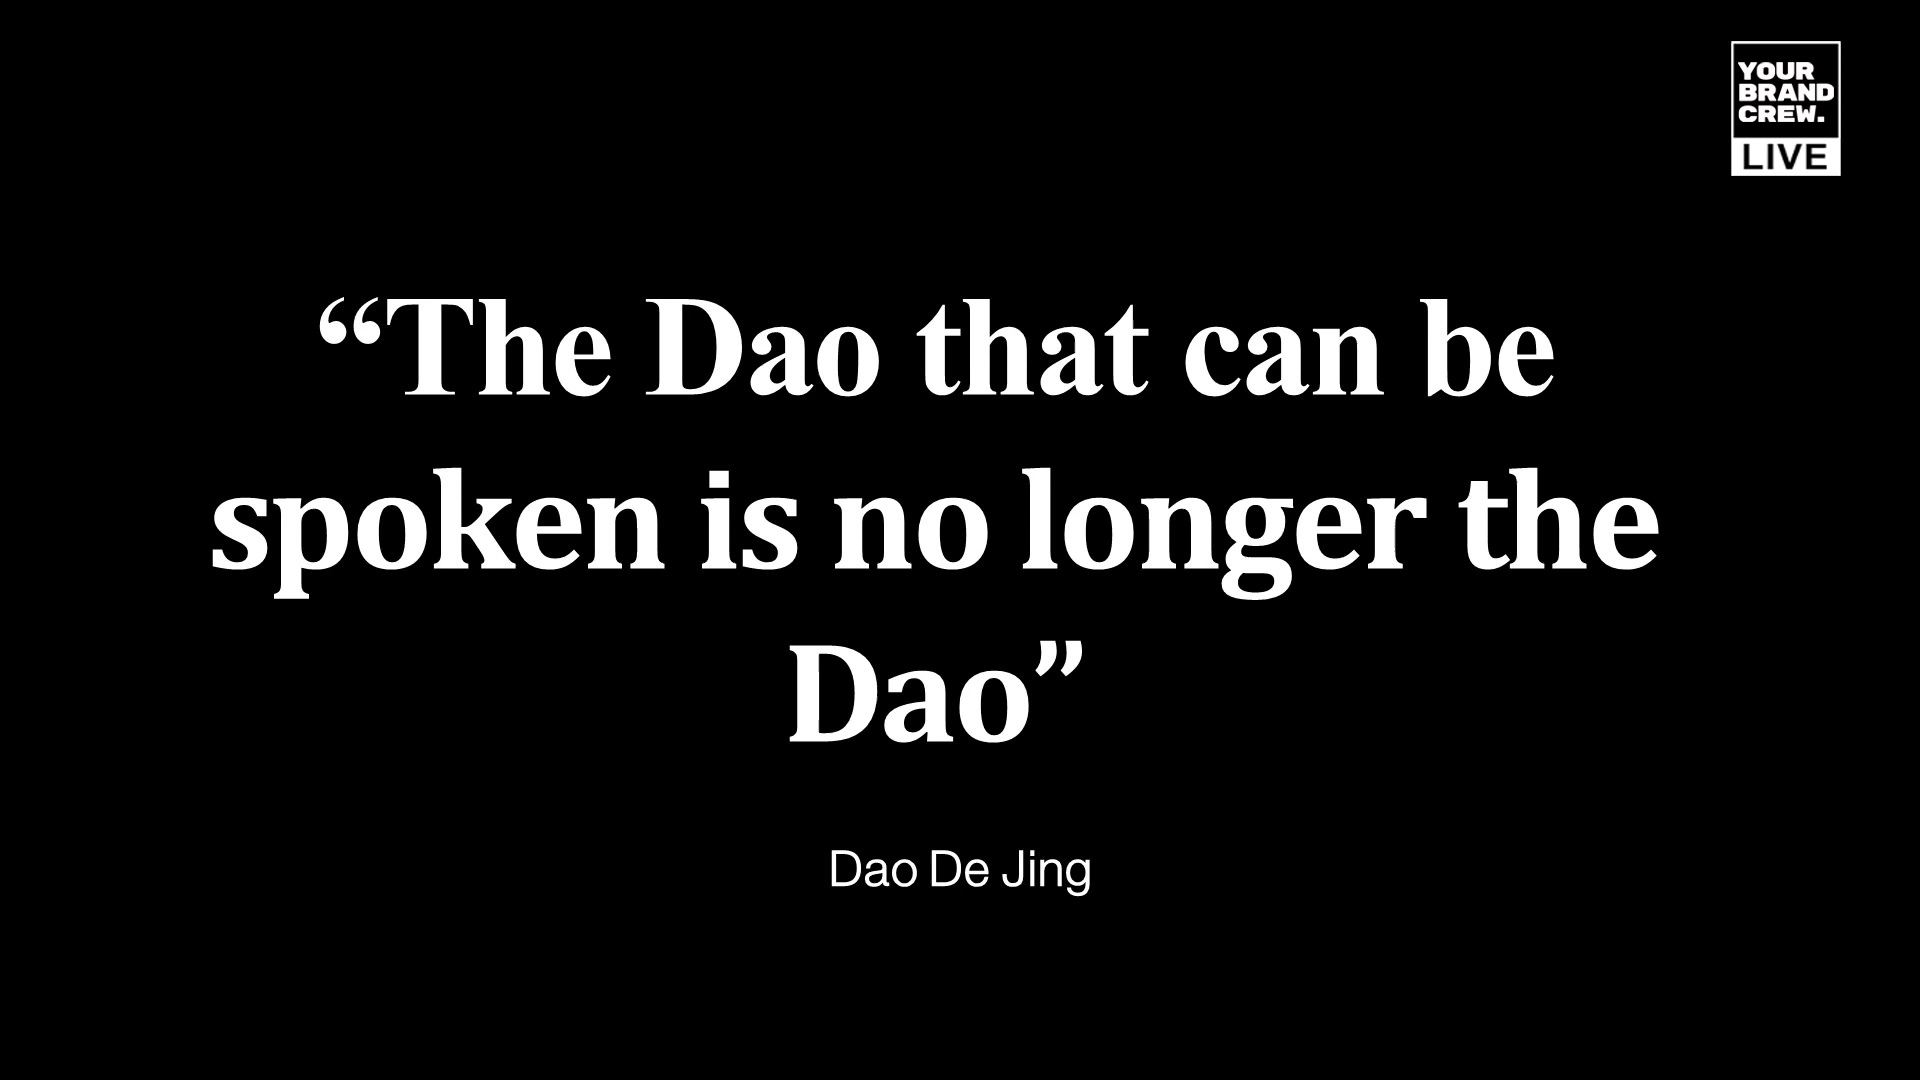 YOUR
BRAND
CREW.
LIVE
“The Dao that can be
spoken is no longer the
Dao”
Dao De Jing